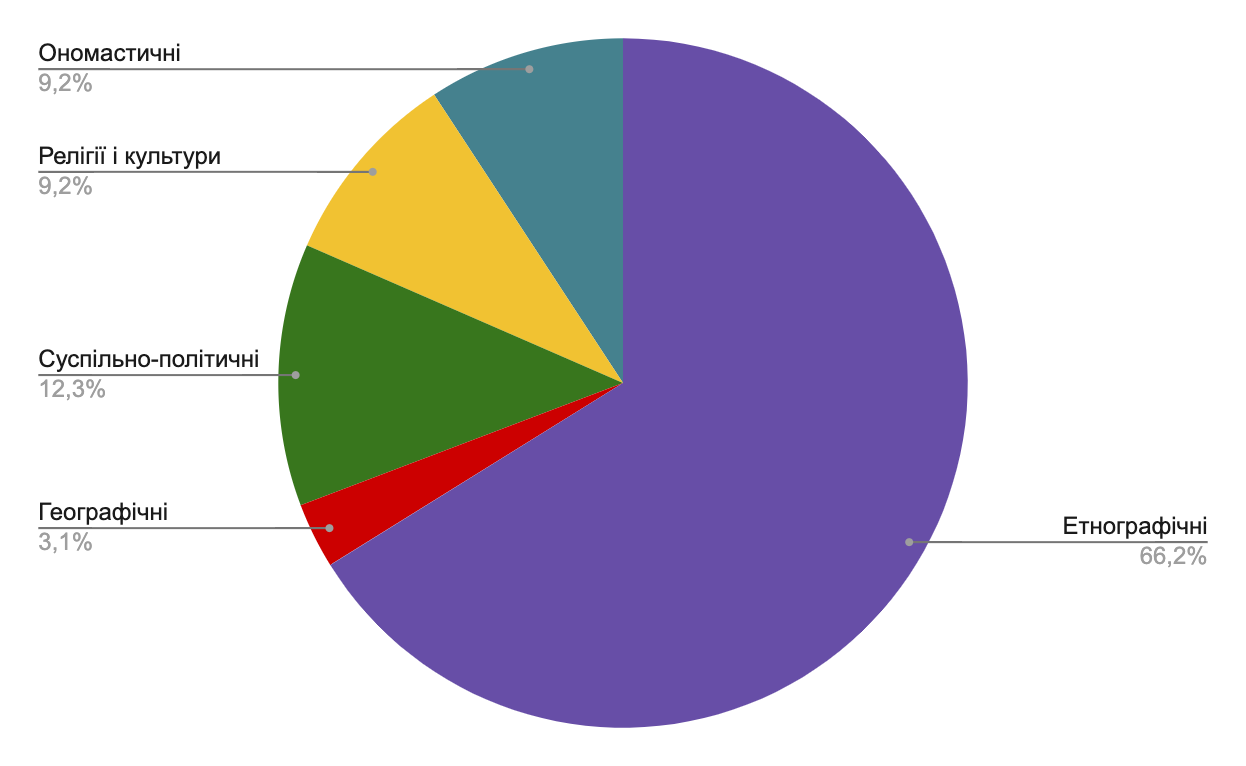 Ономастичні
9,2%
Релігії і культури
9,2%
Суспільно-політичні
12,3%
Географічні
3,1%
Етнографічні
66,2%